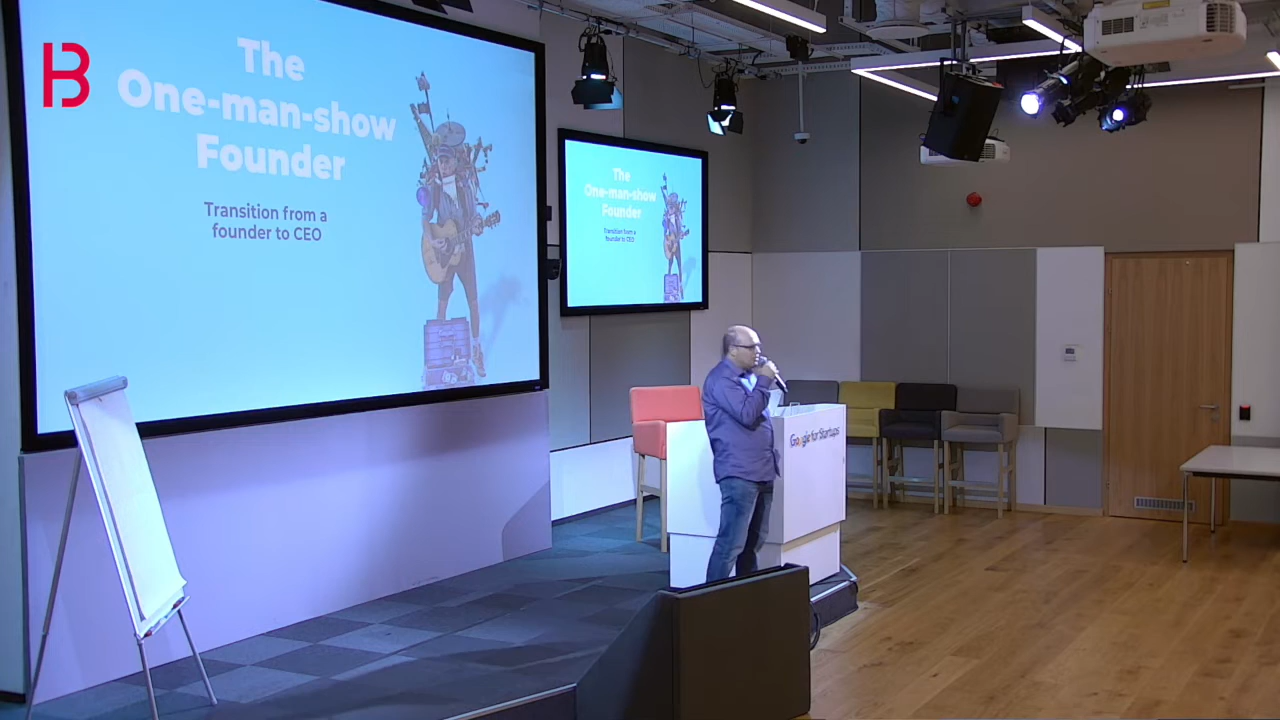 B
The
One-man-show
Founder
Transition from a
founder to CEO
The
One-man-show
Founder
Transition from a
founder to CEO
Google for Startups